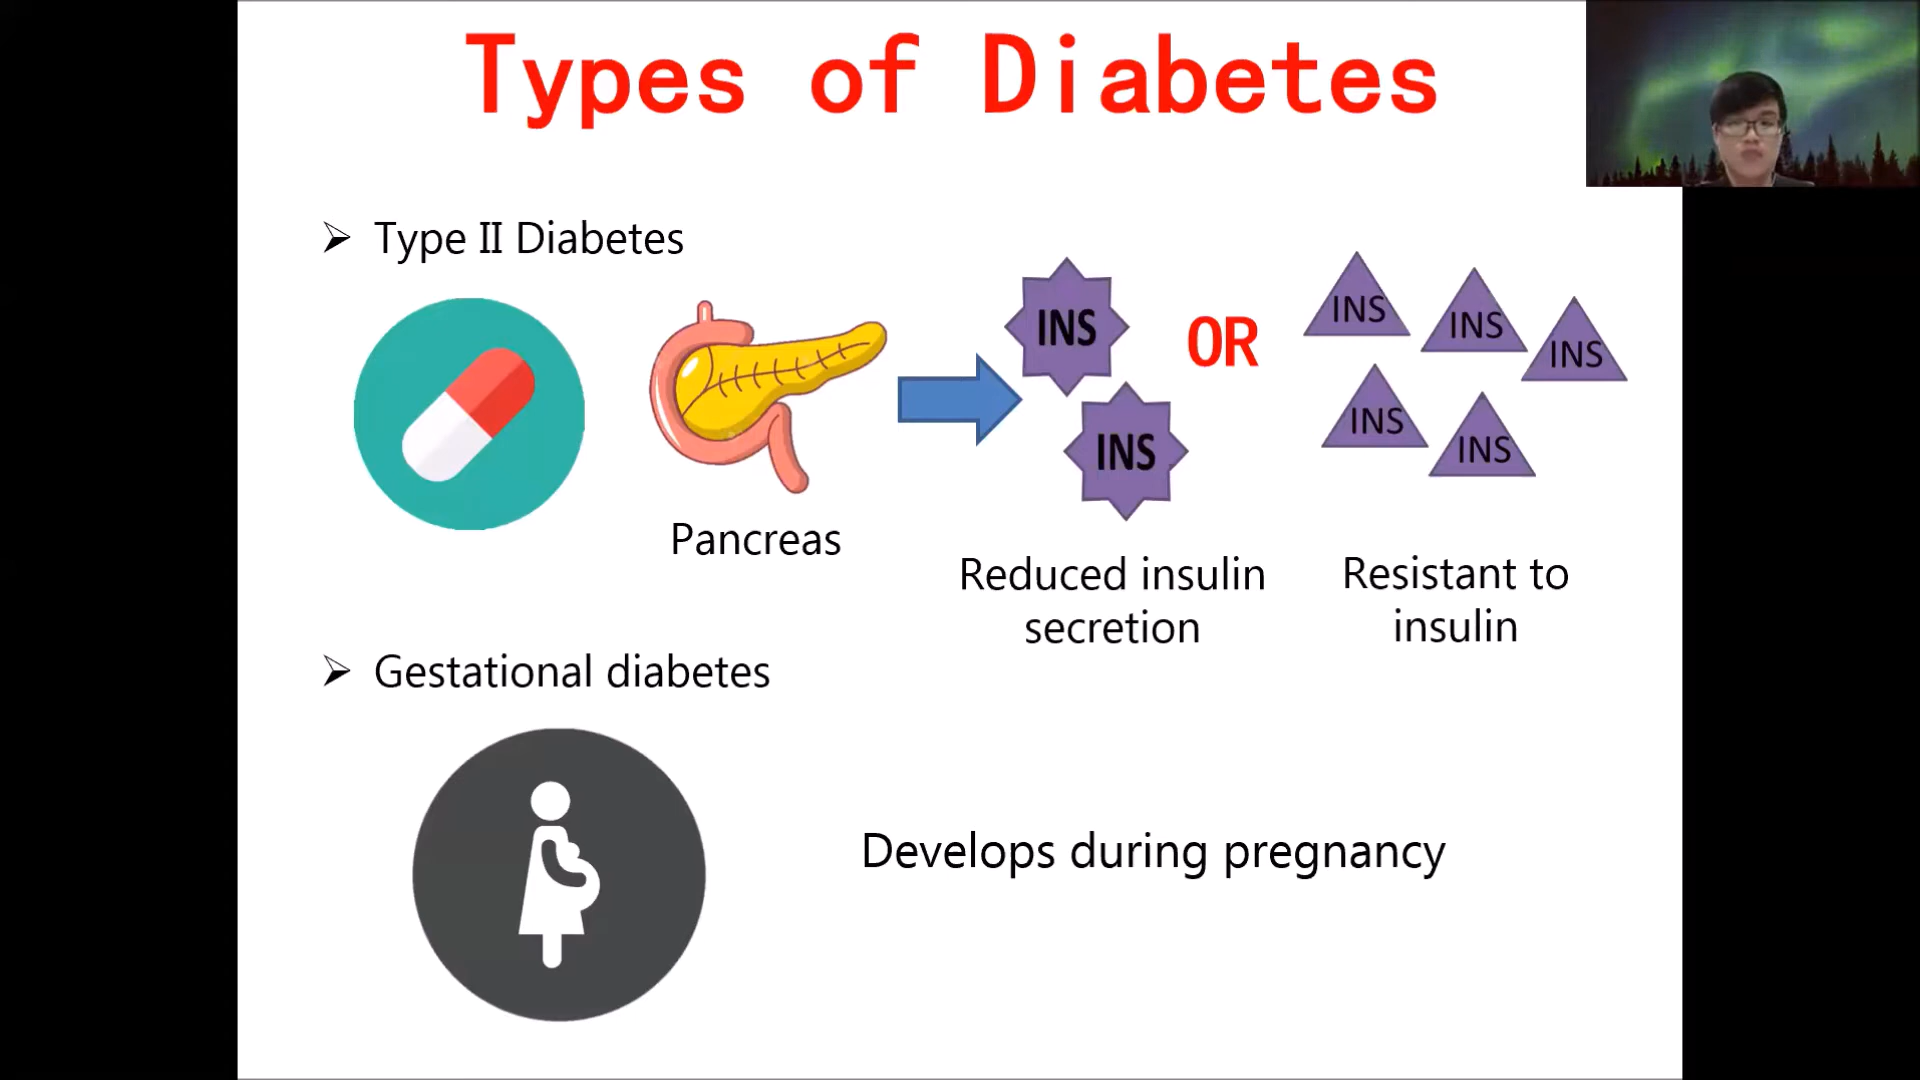 Types of Diabetes
Type II Diabetes
INS
INS
OR
INS
INS
INS
INS
INS
Pancreas
Reduced insulin
secretion
Resistant to
insulin
Gestational diabetes
Develops during pregnancy